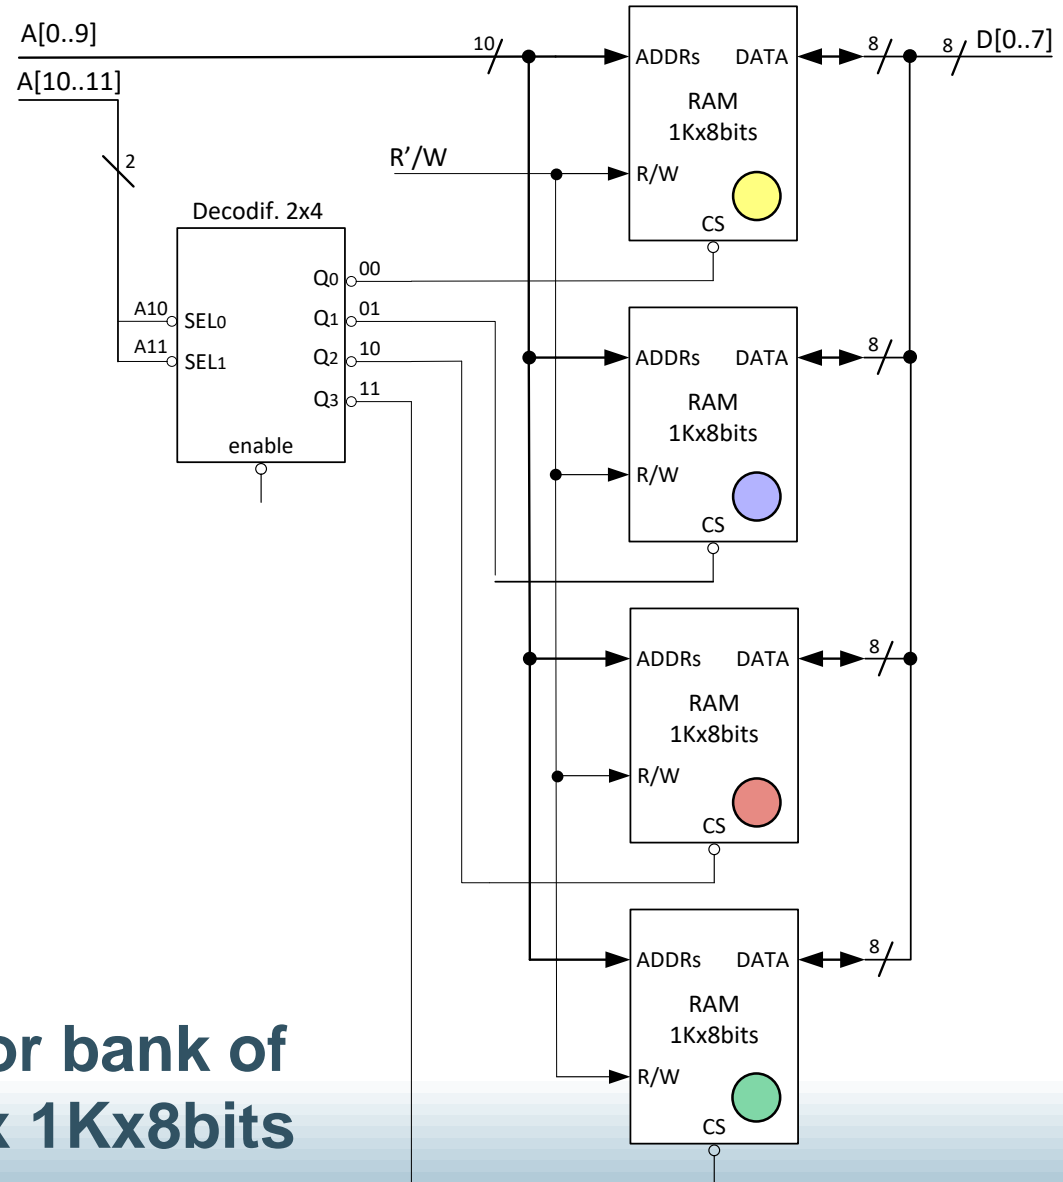 A[0..9]
10
ADDRs DATA
8
8
D[0..7]
A[10..11]
RAM
1Kx8bits
2
R'/W
R/W
CS
Decodif. 2x4
Q0
00
A10
SEL0
Q1
01
A11
SEL1
Q2
10
Q3
11
enable
ADDRs DATA
8
RAM
1Kx8bits
R/W
CS
ADDRs DATA
8
RAM
1Kx8bits
R/W
CS
ADDRs DATA
8
RAM
1Kx8bits
R/W
CS
or bank of
x 1Kx8bits